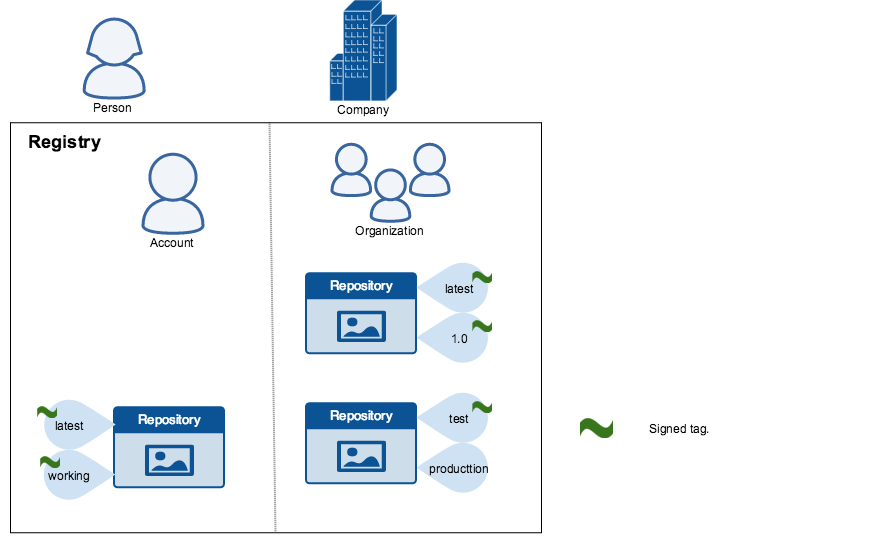 Person
Company
Registry
Account
Organization
Repository
latest
1.0
Repository
latest
working
Repository
test
producttion
Signed tag.